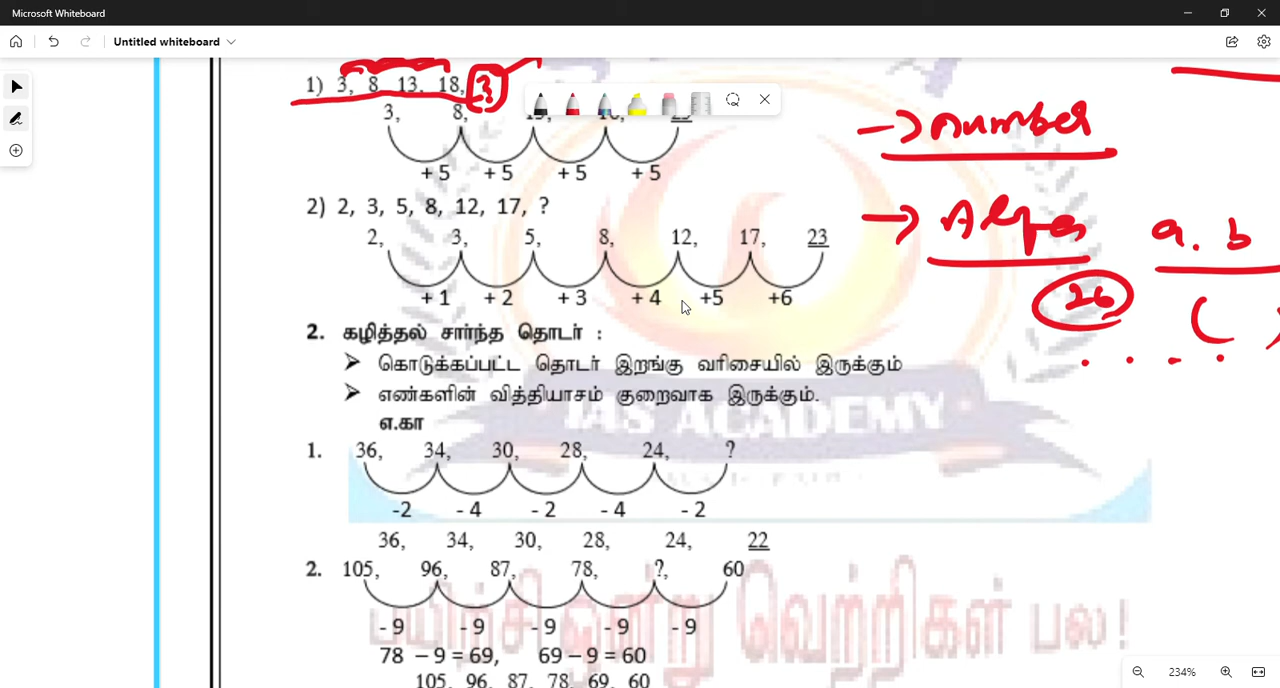 Microsoft Whiteboard
Untitled whiteboard
1) 3, 8 13, 18, ?
3, 8,
+ 5 + 5 + 5 + 5
→ number
2) 2, 3, 5, 8, 12, 17, ?
→
a. b
2, 3, 5, 8, 12, 17, 23
+ 1 + 2 + 3 + 4 +5 +6
26
2. கழித்தல் சார்ந்த தொடர் :
➢ கொடுக்கப்பட்ட தொடர் இறங்கு வரிசையில் இருக்கும்
➢ எண்களின் வித்தியாசம் குறைவாக இருக்கும்.
IAS ACADEMY
எ.கா
1. 36, 34, 30, 28, 24, ?
-2 - 4 - 2 - 4 - 2
36, 34, 30, 28, 24, 22
2. 105, 96, 87, 78, ?, 60
பயிற்சி ஒன்று வெற்றிகள் பல!
- 9 - 9 - 9 - 9 - 9
78 – 9 = 69, 69 – 9 = 60
105, 96, 87, 78, 69, 60
234%